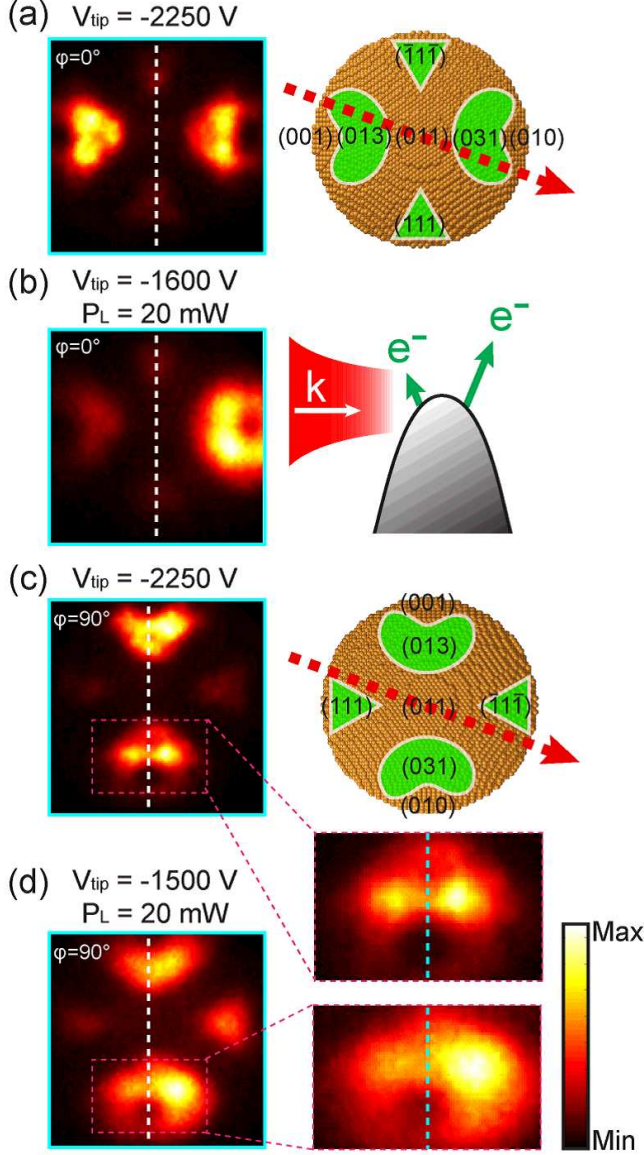 (a) V_tip = -2250 V
φ=0°
(1̅11̅)
(001) (013) (011) (031) (010)
(111)
(b) V_tip = -1600 V
P_L = 20 mW
φ=0°
k
e⁻
e⁻
(c) V_tip = -2250 V
φ=90°
(001)
(013)
(111) (011) (1̅11̅)
(031)
(010)
(d) V_tip = -1500 V
P_L = 20 mW
φ=90°
Max
Min